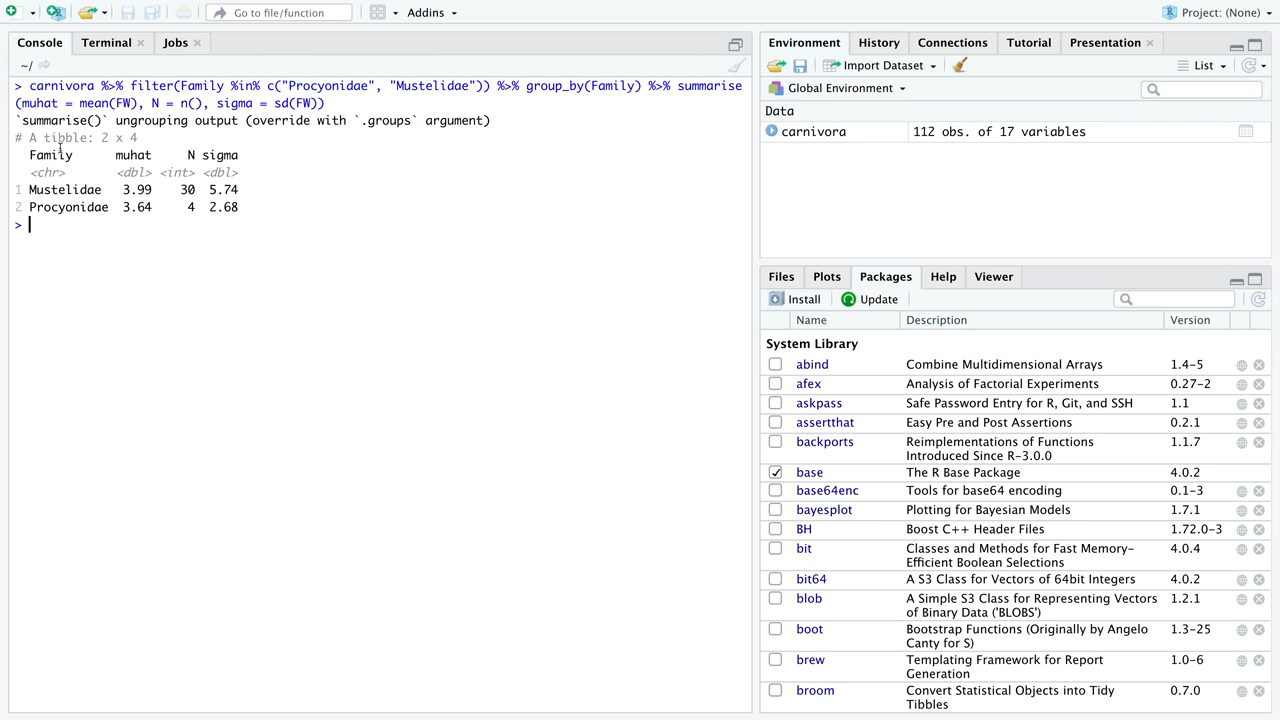 Go to file/function
Addins
Project: (None)
Console
Terminal
Jobs
~/
> carnivora %>% filter(Family %in% c("Procyonidae", "Mustelidae")) %>% group_by(Family) %>% summarise
(muhat = mean(FW), N = n(), sigma = sd(FW))
`summarise()` ungrouping output (override with `.groups` argument)
# A tibble: 2 x 4
Family muhat N sigma
<chr> <dbl> <int> <dbl>
1 Mustelidae 3.99 30 5.74
2 Procyonidae 3.64 4 2.68
>
Environment
History
Connections
Tutorial
Presentation
Import Dataset
List
Global Environment
Data
carnivora 112 obs. of 17 variables
Files
Plots
Packages
Help
Viewer
Install
Update
Name Description Version
System Library
abind Combine Multidimensional Arrays 1.4-5
afex Analysis of Factorial Experiments 0.27-2
askpass Safe Password Entry for R, Git, and SSH 1.1
assertthat Easy Pre and Post Assertions 0.2.1
backports Reimplementations of Functions 1.1.7
Introduced Since R-3.0.0
base The R Base Package 4.0.2
base64enc Tools for base64 encoding 0.1-3
bayesplot Plotting for Bayesian Models 1.7.1
BH Boost C++ Header Files 1.72.0-3
bit Classes and Methods for Fast Memory- 4.0.4
Efficient Boolean Selections
bit64 A S3 Class for Vectors of 64bit Integers 4.0.2
blob A Simple S3 Class for Representing Vectors 1.2.1
of Binary Data ('BLOBS')
boot Bootstrap Functions (Originally by Angelo 1.3-25
Canty for S)
brew Templating Framework for Report 1.0-6
Generation
broom Convert Statistical Objects into Tidy 0.7.0
Tibbles